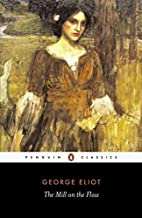 PENGUIN CLASSICS
GEORGE ELIOT
The Mill on the Floss